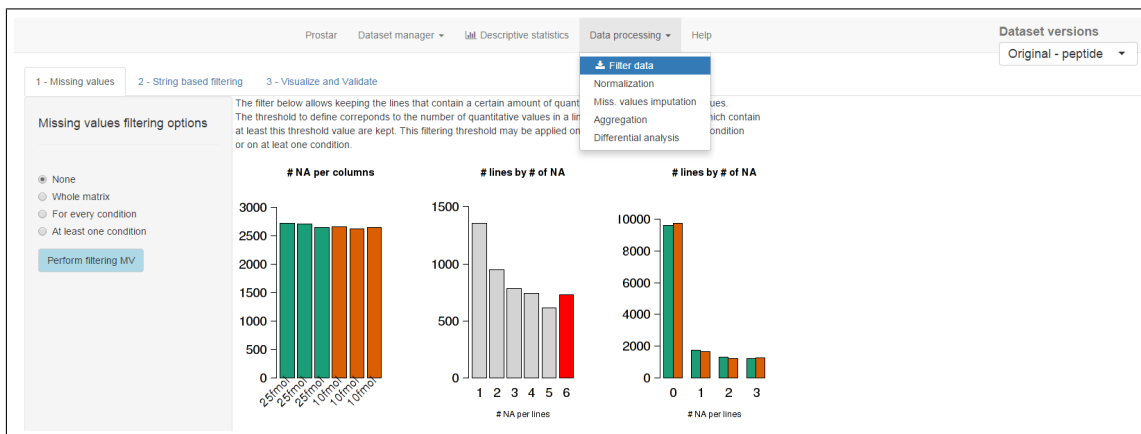 Prostar Dataset manager Descriptive statistics Data processing Help
Dataset versions
Original - peptide
Filter data
Normalization
Miss. values imputation
Aggregation
Differential analysis
1 - Missing values 2 - String based filtering 3 - Visualize and Validate
Missing values filtering options
None
Whole matrix
For every condition
At least one condition
Perform filtering MV
The filter below allows keeping the lines that contain a certain amount of quant ues.
The threshold to define correponds to the number of quantitative values in a li hich contain
at least this threshold value are kept. This filtering threshold may be applied on ondition
or on at leat one condition.
# NA per columns
3000
2500
2000
1500
1000
500
0
25fmol 25fmol 25fmol 10fmol 10fmol 10fmol
# lines by # of NA
1500
1000
500
0
1 2 3 4 5 6
# NA per lines
# lines by # of NA
10000
8000
6000
4000
2000
0
0 1 2 3
# NA per lines